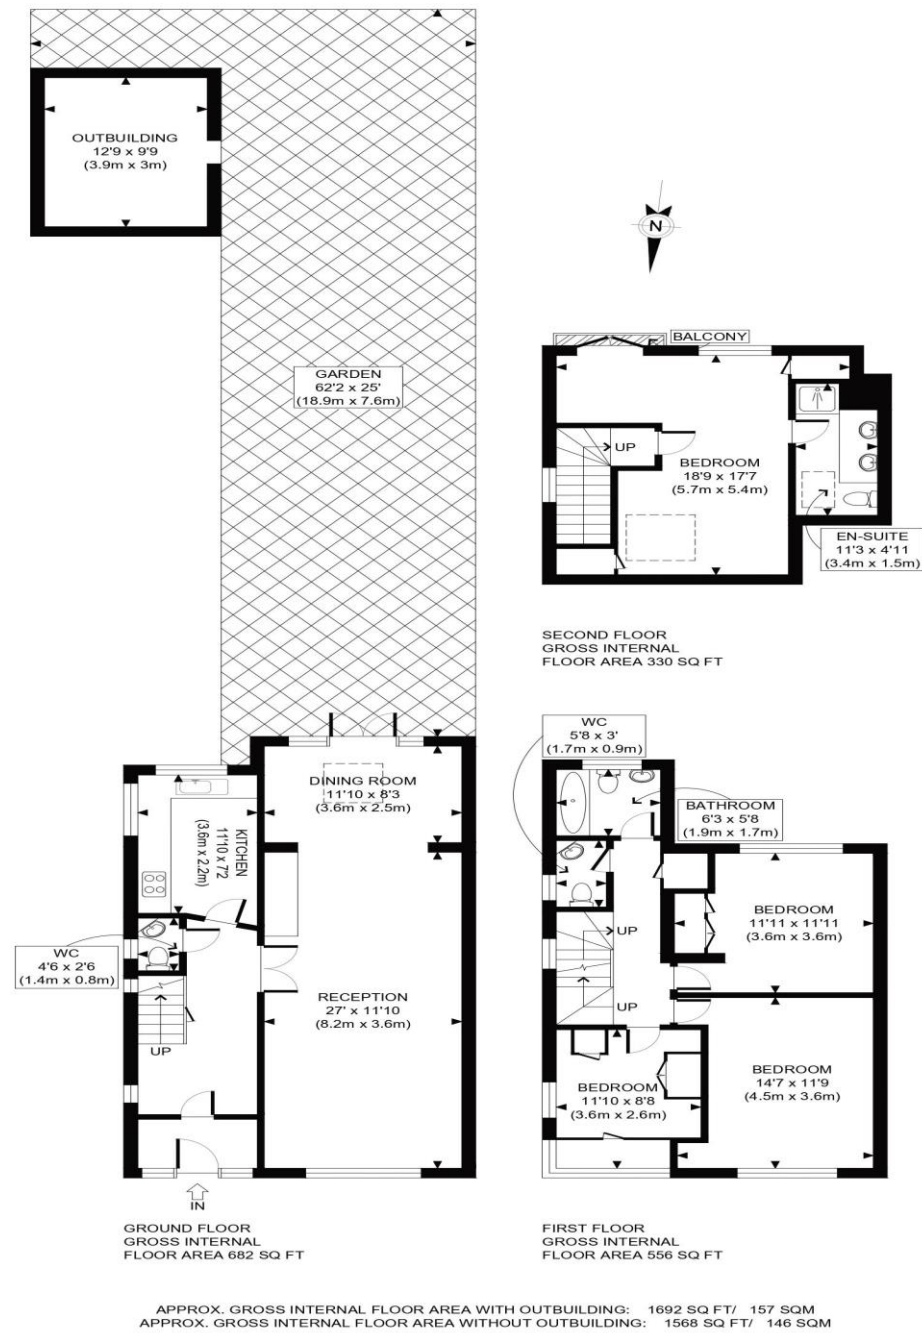 OUTBUILDING
12'9 x 9'9
(3.9m x 3m)
N
GARDEN
62'2 x 25'
(18.9m x 7.6m)
BALCONY
UP
BEDROOM
18'9 x 17'7
(5.7m x 5.4m)
EN-SUITE
11'3 x 4'11
(3.4m x 1.5m)
SECOND FLOOR
GROSS INTERNAL
FLOOR AREA 330 SQ FT
DINING ROOM
11'10 x 8'3
(3.6m x 2.5m)
KITCHEN
11'10 x 7'2
(3.6m x 2.2m)
WC
4'6 x 2'6
(1.4m x 0.8m)
UP
RECEPTION
27' x 11'10
(8.2m x 3.6m)
IN
GROUND FLOOR
GROSS INTERNAL
FLOOR AREA 682 SQ FT
WC
5'8 x 3'
(1.7m x 0.9m)
BATHROOM
6'3 x 5'8
(1.9m x 1.7m)
BEDROOM
11'11 x 11'11
(3.6m x 3.6m)
UP
UP
BEDROOM
14'7 x 11'9
(4.5m x 3.6m)
BEDROOM
11'10 x 8'8
(3.6m x 2.6m)
FIRST FLOOR
GROSS INTERNAL
FLOOR AREA 556 SQ FT
APPROX. GROSS INTERNAL FLOOR AREA WITH OUTBUILDING: 1692 SQ FT/ 157 SQM
APPROX. GROSS INTERNAL FLOOR AREA WITHOUT OUTBUILDING: 1568 SQ FT/ 146 SQM